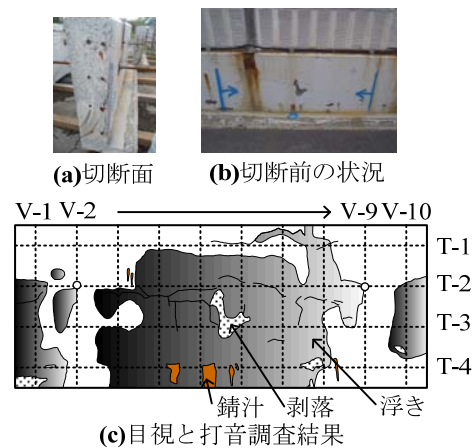 (a)切断面
(b)切断前の状況
V-1 V-2 V-9 V-10
T-1
T-2
T-3
T-4
錆汁 剥落 浮き
(c)目視と打音調査結果